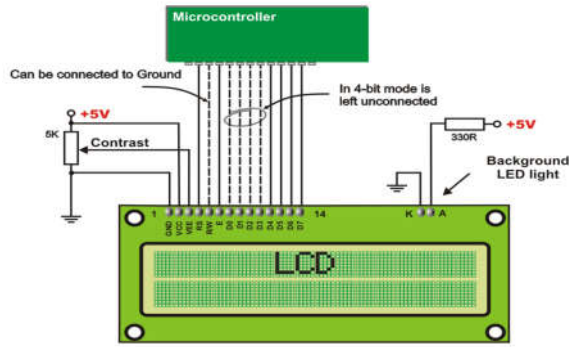 Microcontroller
Can be connected to Ground
In 4-bit mode is
left unconnected
+5V
5K
Contrast
+5V
330R
Background
LED light
1
14
K
A
GND
VCC
VEE
RS
R/W
E
D0
D1
D2
D3
D4
D5
D6
D7
LCD